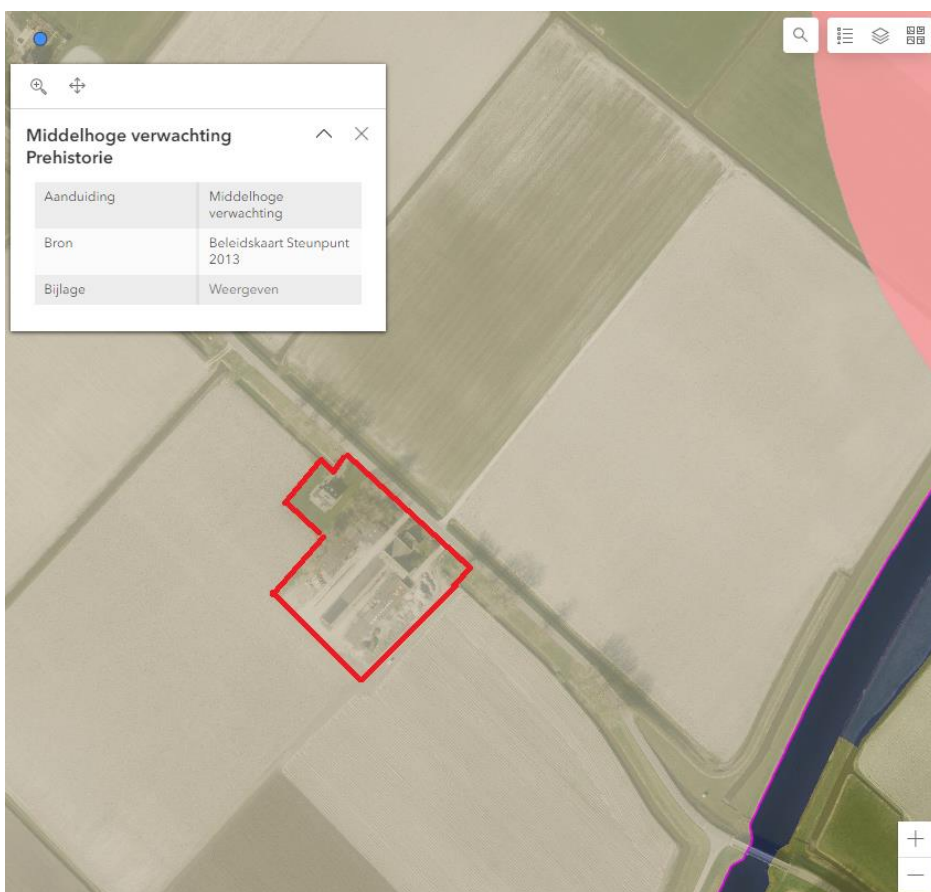 Middelhoge verwachting
Prehistorie
Aanduiding
Middelhoge
verwachting
Bron
Beleidskaart Steunpunt
2013
Bijlage
Weergeven